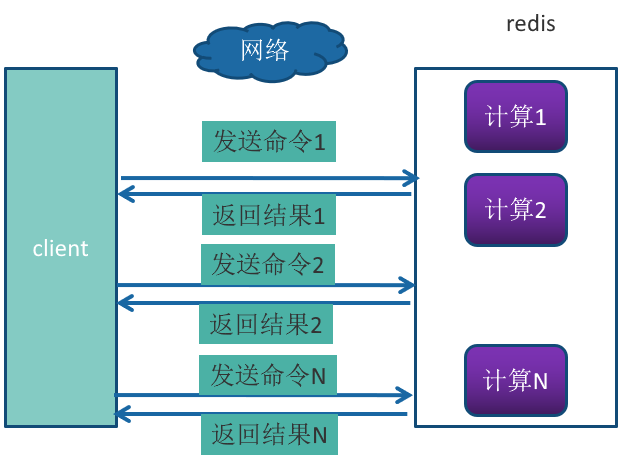 redis
网络
计算1
发送命令1
返回结果1
计算2
client
发送命令2
返回结果2
发送命令N
计算N
返回结果N